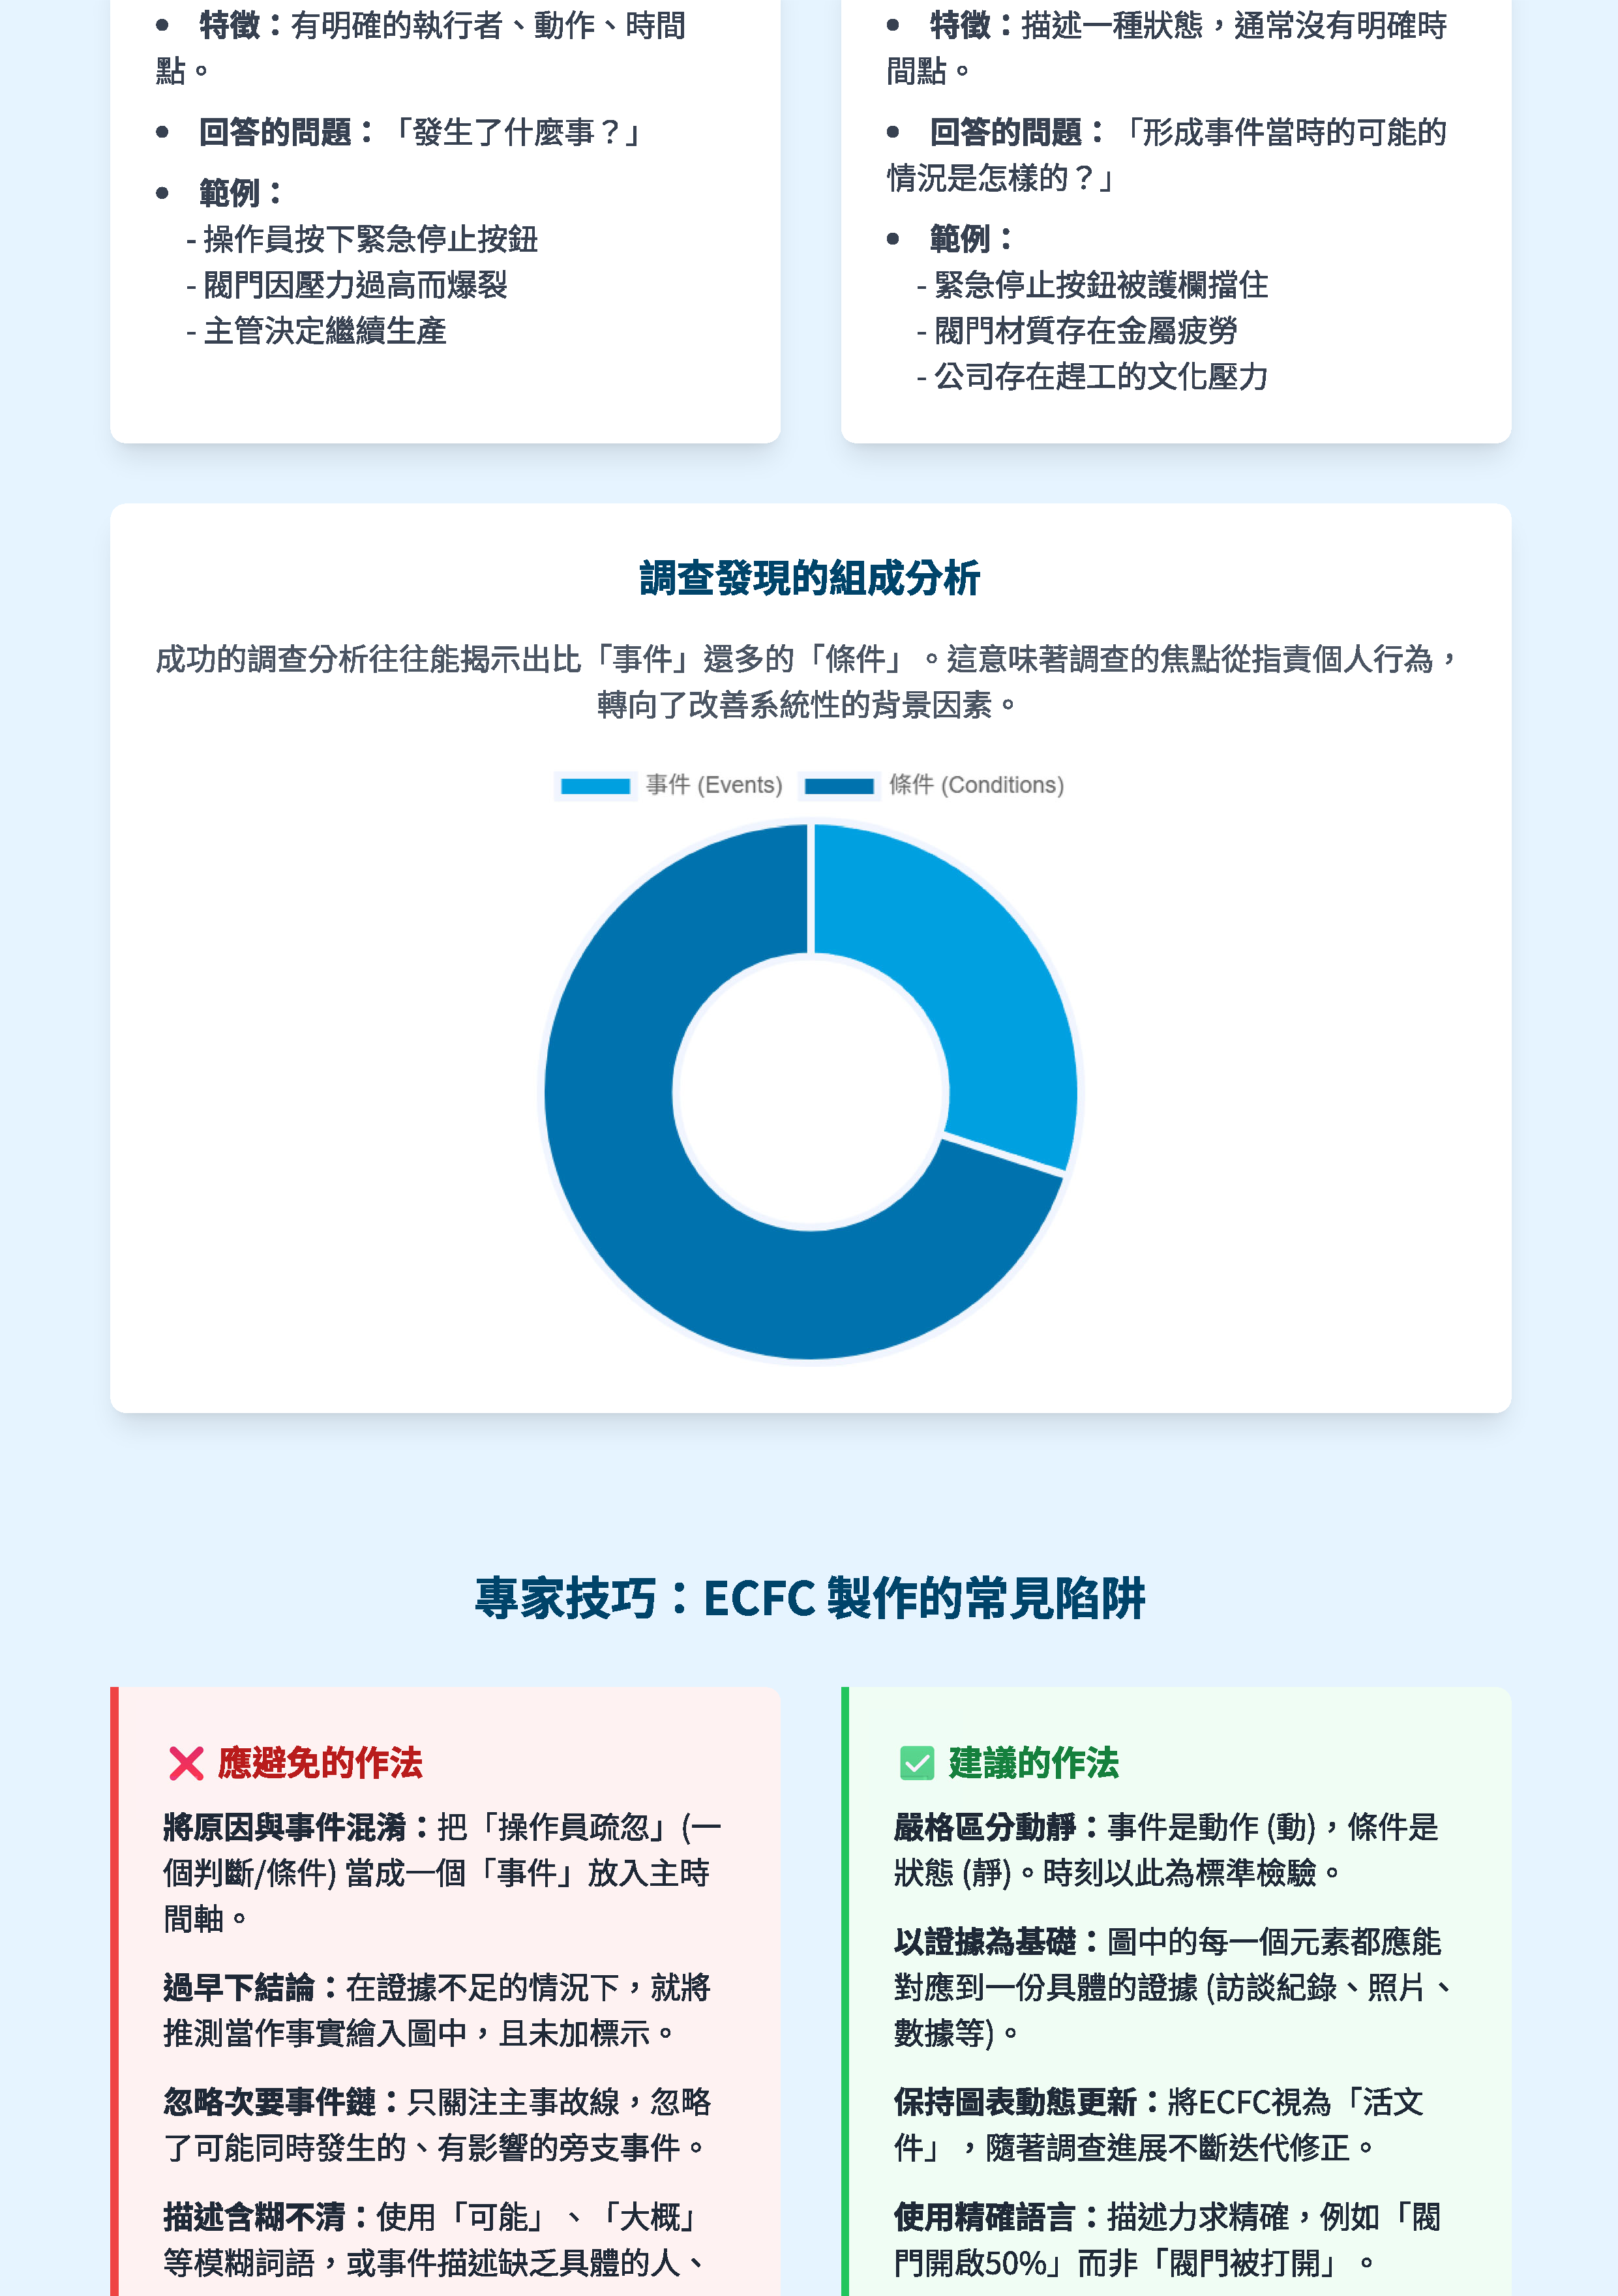 • 特徵：有明確的執行者、動作、時間
點。
• 回答的問題：「發生了什麼事？」
• 範例：
- 操作員按下緊急停止按鈕
- 閥門因壓力過高而爆裂
- 主管決定繼續生產
• 特徵：描述一種狀態，通常沒有明確時
間點。
• 回答的問題：「形成事件當時的可能的
情況是怎樣的？」
• 範例：
- 緊急停止按鈕被護欄擋住
- 閥門材質存在金屬疲勞
- 公司存在趕工的文化壓力
調查發現的組成分析
成功的調查分析往往能揭示出比「事件」還多的「條件」。這意味著調查的焦點從指責個人行為，
轉向了改善系統性的背景因素。
事件 (Events) 條件 (Conditions)
專家技巧：ECFC 製作的常見陷阱
❌ 應避免的作法
將原因與事件混淆：把「操作員疏忽」(一
個判斷/條件) 當成一個「事件」放入主時
間軸。
過早下結論：在證據不足的情況下，就將
推測當作事實繪入圖中，且未加標示。
忽略次要事件鏈：只關注主事故線，忽略
了可能同時發生的、有影響的旁支事件。
描述含糊不清：使用「可能」、「大概」
等模糊詞語，或事件描述缺乏具體的人、
✅ 建議的作法
嚴格區分動靜：事件是動作 (動)，條件是
狀態 (靜)。時刻以此為標準檢驗。
以證據為基礎：圖中的每一個元素都應能
對應到一份具體的證據 (訪談紀錄、照片、
數據等)。
保持圖表動態更新：將ECFC視為「活文
件」，隨著調查進展不斷迭代修正。
使用精確語言：描述力求精確，例如「閥
門開啟50%」而非「閥門被打開」。